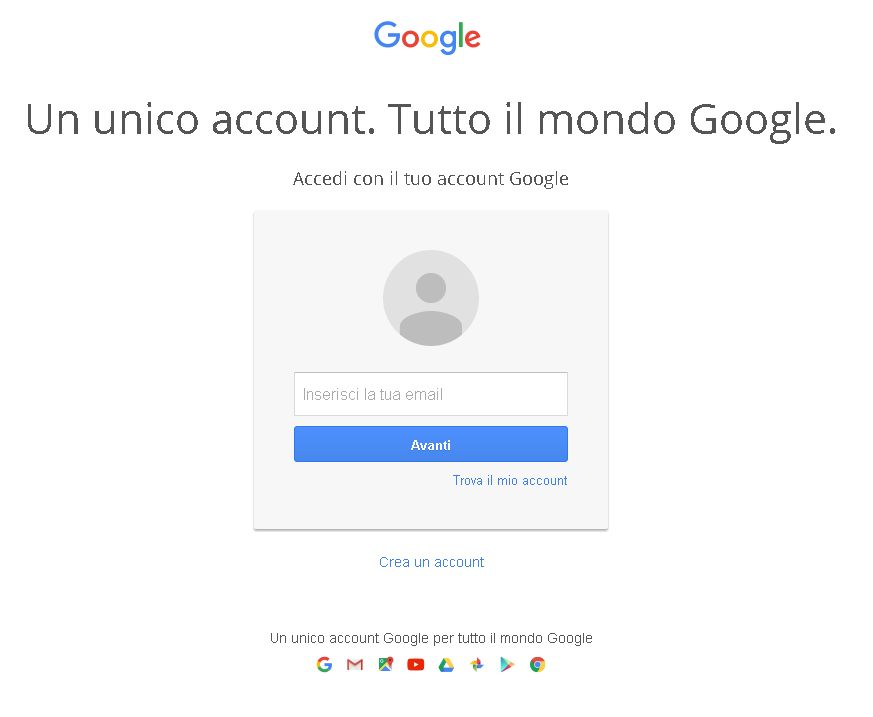 Google
Un unico account. Tutto il mondo Google.
Accedi con il tuo account Google
Inserisci la tua email
Avanti
Trova il mio account
Crea un account
Un unico account Google per tutto il mondo Google